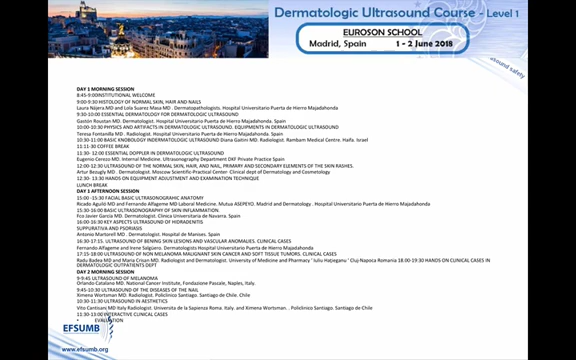 Dermatologic Ultrasound Course - Level 1
EUROSON SCHOOL
Madrid, Spain 1 - 2 June 2018
ound safety
DAY 1 MORNING SESSION
8:45-9:00INSTITUTIONAL WELCOME
9:00-9:30 HISTOLOGY OF NORMAL SKIN, HAIR AND NAILS
Laura Nájera.MD and Lola Suarez Masa MD . Dermatopathologists. Hospital Universitario Puerta de Hierro Majadahonda
9:30-10:00 ESSENTIAL DERMATOLOGY FOR DERMATOLOGIC ULTRASOUND
Gastón Roustan MD. Dermatologist. Hospital Universitario Puerta de Hierro Majadahonda. Spain
10:00-10:30 PHYSICS AND ARTIFACTS IN DERMATOLOGIC ULTRASOUND. EQUIPMENTS IN DERMATOLOGIC ULTRASOUND
Teresa Fontanilla MD . Radiologist. Hospital Universitario Puerta de Hierro Majadahonda
10:30-11:00 BASIC KNOBOLOGY INDERMATOLOGIC ULTRASOUND Diana Gaitini MD . Radiologist. Rambam Medical Centre. Haifa. Israel
11:11-30 COFFEE BREAK
11:30- 12:00 ESSENTIAL DOPPLER IN DERMATOLOGIC ULTRASOUND
Eugenio Cerezo MD. Internal Medicine. Ultrasonography Department DKF Private Practice Spain
12:00-12:30 ULTRASOUND OF THE NORMAL SKIN, HAIR, AND NAIL, PRIMARY AND SECONDARY ELEMENTS OF THE SKIN RASHES.
Artur Bezugly MD . Dermatologist. Moscow Scientific-Practical Center Clinical dept of Dermatology and Cosmetology.
12:30- 13:30 HANDS ON EQUIPMENT ADJUSTMENT AND EXAMINATION TECHNIQUE
LUNCH BREAK
DAY 1 AFTERNOON SESSION
15:00 -15:30 FACIAL BASIC ULTRASONOGRAHIC ANATOMY
Ricardo Aguiló MD and Fernando Alfageme MD Laboral Medicine. Mutua ASEPEYO. Madrid and Dermatology . Hospital Universitario Puerta de Hierro Majadahonda
15:30-16:00 BASIC ULTRASONOGRAPHY OF SKIN INFLAMMATION.
Fco Javier García MD . Dermatologist. Clínica Universitaria de Navarra. Spain
16:00-16:30 KEY ASPECTS ULTRASOUND OF HIDRADENITIS
SUPPURATIVA AND PSORIASIS
Antonio Martorell MD . Dermatologist. Hospital de Manises. Spain
16:30- 17:15. ULTRASOUND OF BENING SKIN LESIONS AND VASCULAR ANOMALIES. CLINICAL CASES
Fernando Alfageme and Irene Salgüero. Dermatologists Hospital Universitario Puerta de Hierro Majadahonda
17:15-18:00 ULTRASOUND OF NON MELANOMA MALIGNANT SKIN CANCER AND SOFT TISSUE TUMORS. CLINICAL CASES
Radu Badea MD and Maria Crisan MD. Radiologist and Dermatologist. University of Medicine and Pharmacy ' Iuliu Hațieganu' Cluj-Napoca Romania 18.00-19:30 HANDS ON CLINICAL CASES IN
DERMATOLOGIC OUTPATIENTS DEPT
DAY 2 MORNING SESSION
9-9:45 ULTRASOUND OF MELANOMA
Orlando Catalano MD. National Cancer Institute, Fondazione Pascale, Naples, Italy.
9:45-10:30 ULTRASOUND OF THE DISEASES OF THE NAIL
Ximena Wortsman MD. Radiologist. Policlinico Santiago. Santiago de Chile. Chile
10:30-11:30 ULTRASOUND IN AESTHETICS
Vito Cantisani MD Italy Radiologist. Universita de la Sapienza Roma. Italy. and Ximena Wortsman... Policlinico Santiago. Santiago de Chile
11:30-13:00 INTERACTIVE CLINICAL CASES
• EVALUATION
EFSUMB
www.efsumb.org